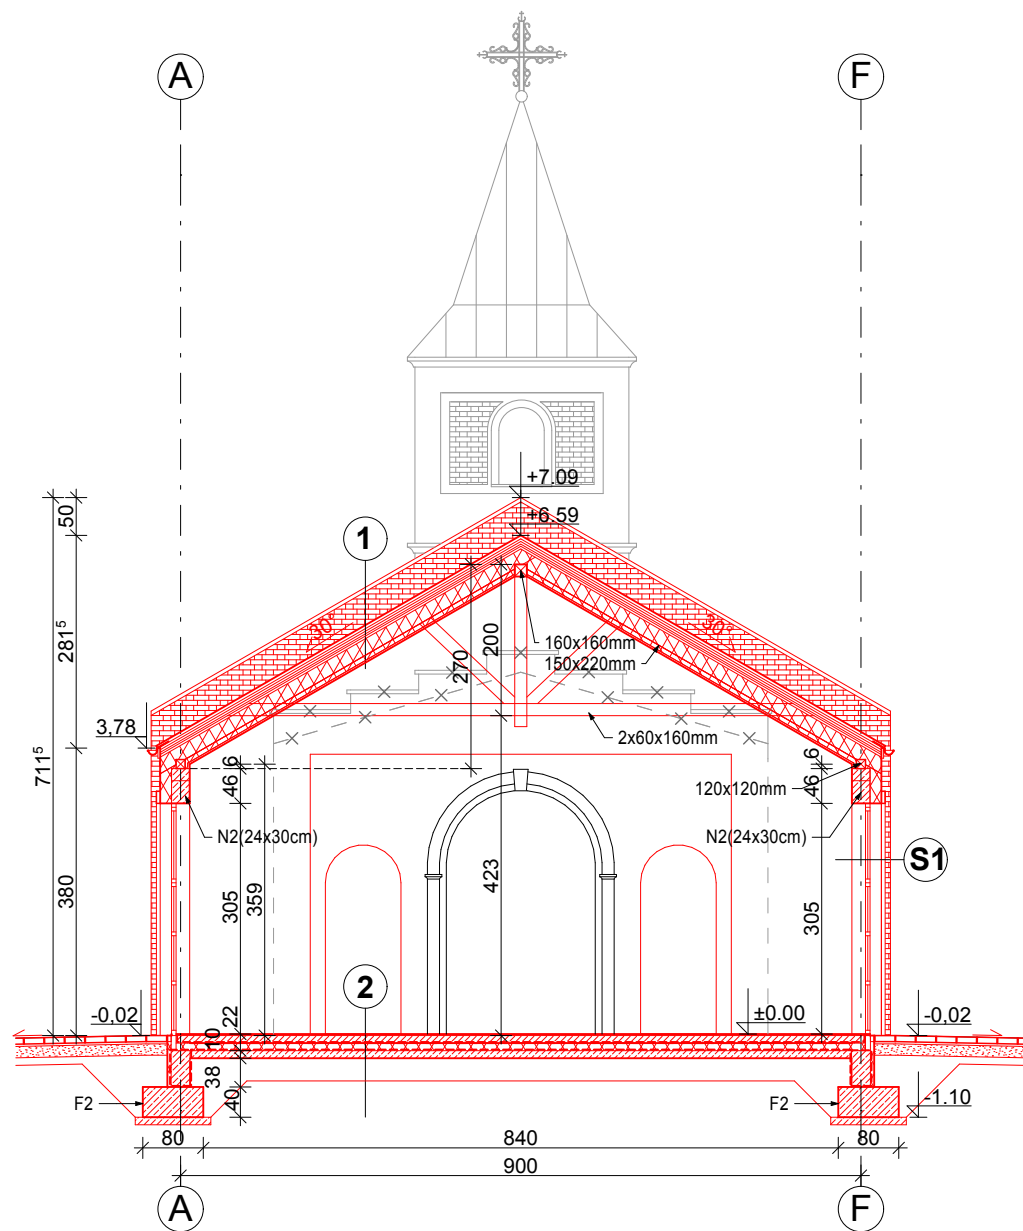 A
F
+7.09
+6.59
50
1
30°
30°
281⁵
200
270
160x160mm
150x220mm
3,78
2x60x160mm
711⁵
6
46
6
46
120x120mm
N2(24x30cm)
N2(24x30cm)
S1
423
380
305
359
305
2
-0,02
22
±0.00
-0,02
10
38
40
F2
F2
-1.10
80
840
80
900
A
F